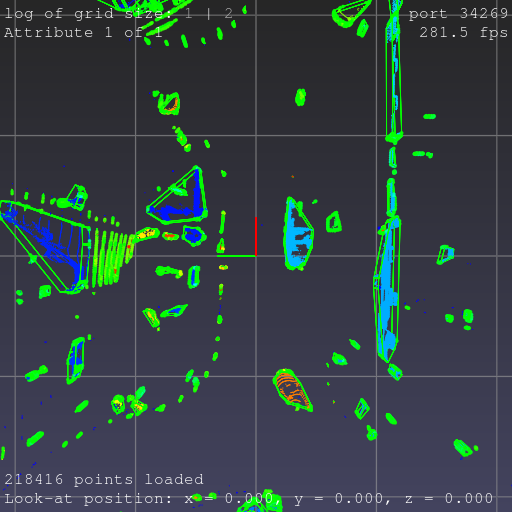 log of grid size: 1 | 2
port 34269
Attribute 1 of 1
281.5 fps
218416 points loaded
Look-at position: x = 0.000, y = 0.000, z = 0.000